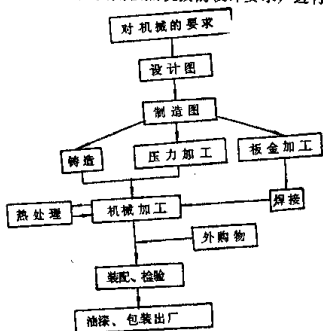 对机械的要求
设计图
制造图
铸造 压力加工 板金加工
热处理 机械加工 焊接
外购物
装配、检验
油漆、包装出厂